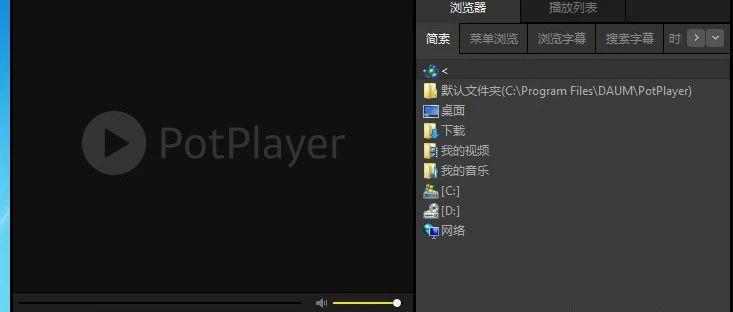 浏览器 播放列表
简索 菜单浏览 浏览字幕 搜索字幕 时
<
默认文件夹(C:\Program Files\DAUM\PotPlayer)
桌面
下载
我的视频
我的音乐
[C:]
[D:]
网络
PotPlayer